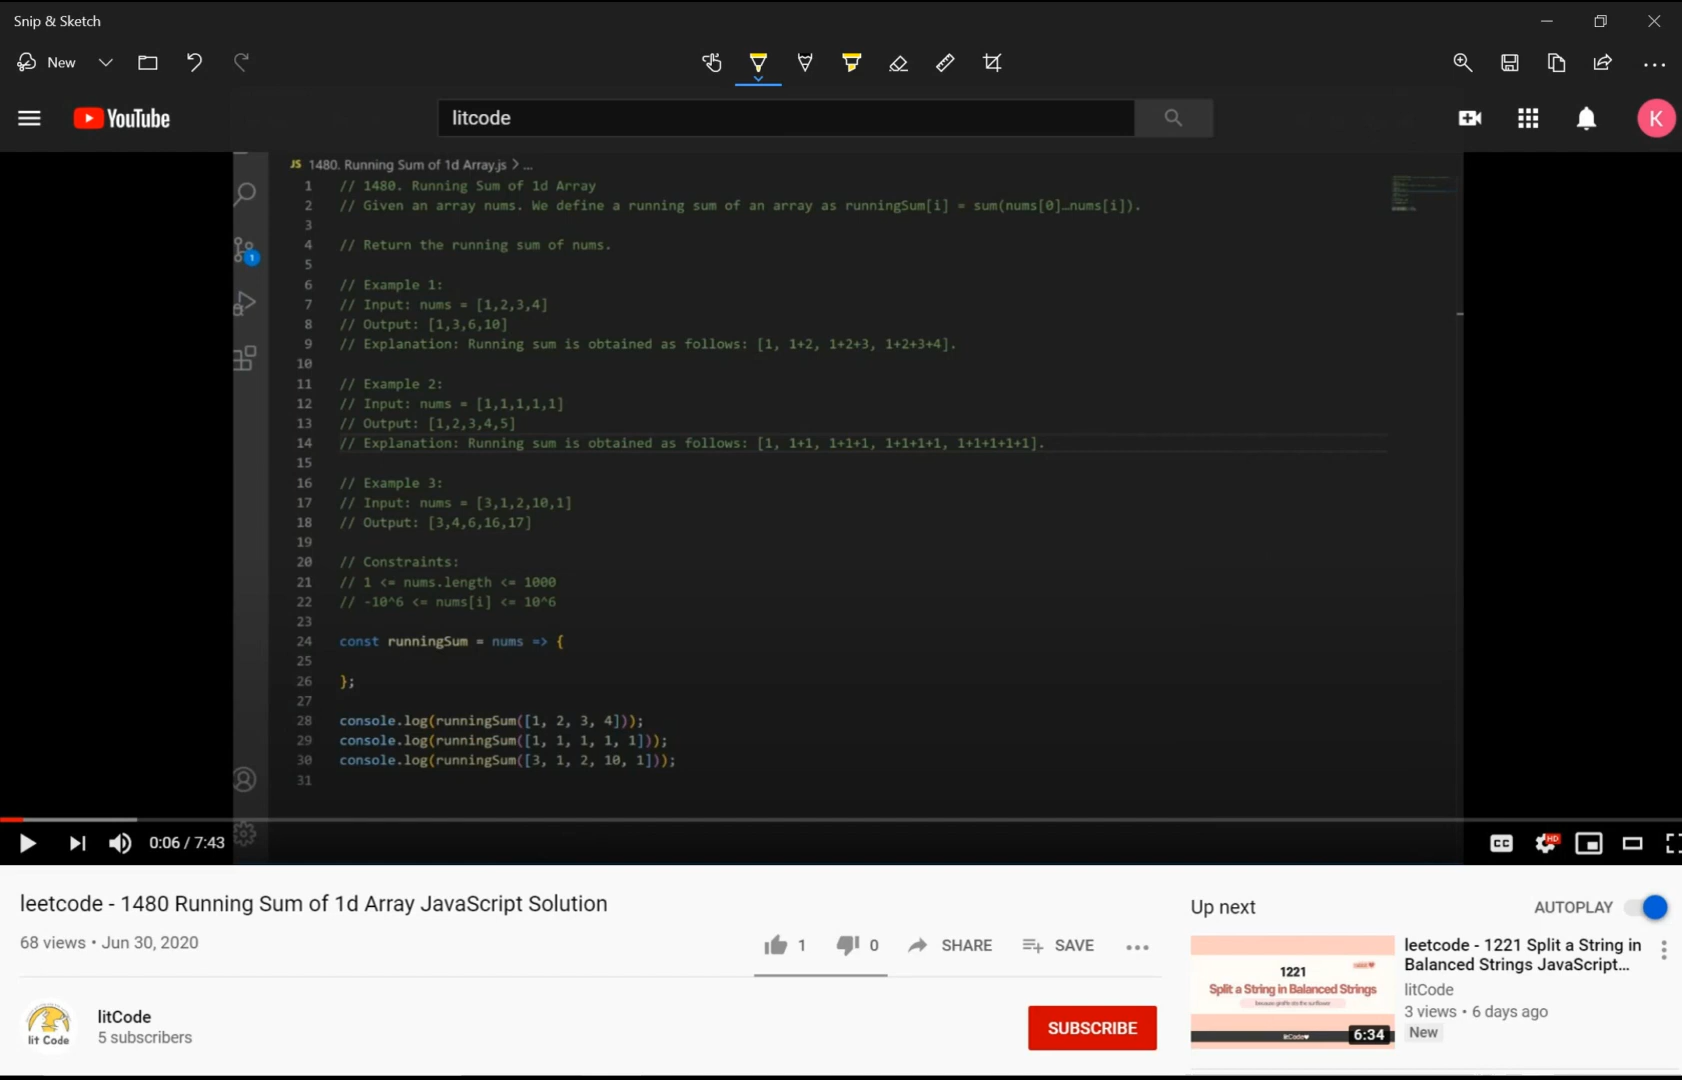 Snip & Sketch
New
YouTube
litcode
K
JS 1480. Running Sum of 1d Array.js > ...
1 // 1480. Running Sum of 1d Array
2 // Given an array nums. We define a running sum of an array as runningSum[i] = sum(nums[0]…nums[i]).
3
4 // Return the running sum of nums.
5
6 // Example 1:
7 // Input: nums = [1,2,3,4]
8 // Output: [1,3,6,10]
9 // Explanation: Running sum is obtained as follows: [1, 1+2, 1+2+3, 1+2+3+4].
10
11 // Example 2:
12 // Input: nums = [1,1,1,1,1]
13 // Output: [1,2,3,4,5]
14 // Explanation: Running sum is obtained as follows: [1, 1+1, 1+1+1, 1+1+1+1, 1+1+1+1+1].
15
16 // Example 3:
17 // Input: nums = [3,1,2,10,1]
18 // Output: [3,4,6,16,17]
19
20 // Constraints:
21 // 1 <= nums.length <= 1000
22 // -10^6 <= nums[i] <= 10^6
23
24 const runningSum = nums => {
25
26 };
27
28 console.log(runningSum([1, 2, 3, 4]));
29 console.log(runningSum([1, 1, 1, 1, 1]));
30 console.log(runningSum([3, 1, 2, 10, 1]));
31
1
0:06 / 7:43
CC
HD
leetcode - 1480 Running Sum of 1d Array JavaScript Solution
68 views • Jun 30, 2020
1
0
SHARE
SAVE
litCode
5 subscribers
lit Code
SUBSCRIBE
Up next
AUTOPLAY
1221
Split a String in Balanced Strings
litCode
6:34
leetcode - 1221 Split a String in
Balanced Strings JavaScript...
litCode
3 views • 6 days ago
New